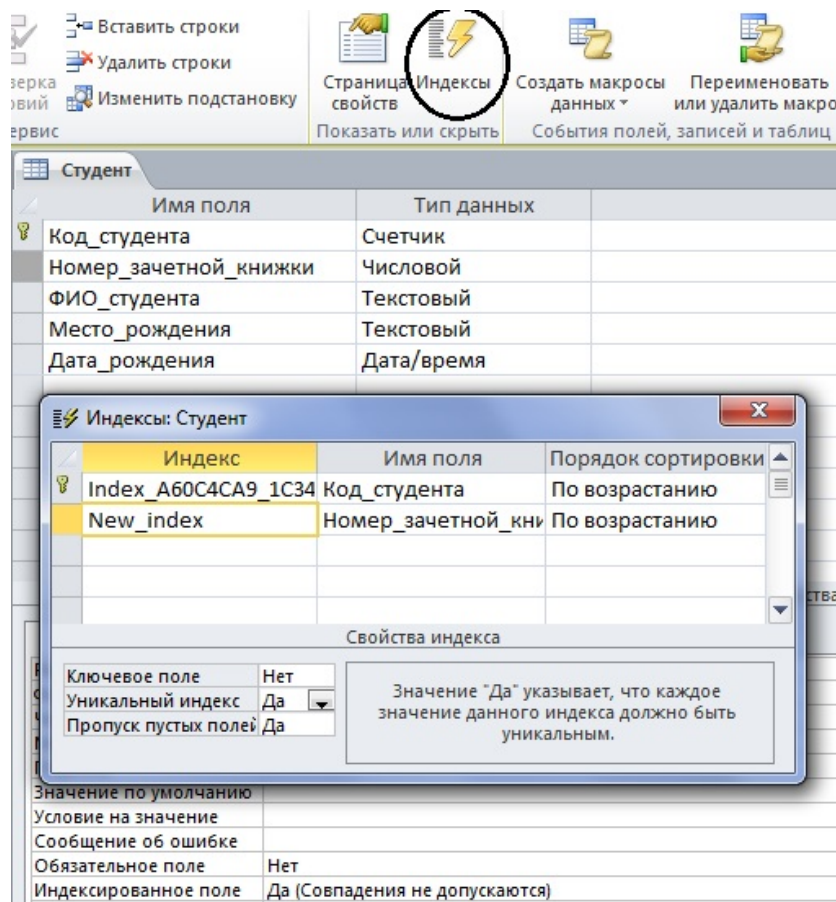 Вставить строки
Удалить строки
Изменить подстановку
Страница свойств
Индексы
Создать макросы данных
Переименовать
или удалить
Показать или скрыть
События полей, записей и таблиц
Студент
Имя поля Тип данных
Код_студента Счетчик
Номер_зачетной_книжки Числовой
ФИО_студента Текстовый
Место_рождения Текстовый
Дата_рождения Дата/время
Индексы: Студент
Индекс Имя поля Порядок сортировки
Index_A60C4CA9_1C34 Код_студента По возрастанию
New_index Номер_зачетной_кни По возрастанию
Свойства индекса
Ключевое поле Нет
Уникальный индекс Да
Пропуск пустых полей Да
Значение "Да" указывает, что каждое
значение данного индекса должно быть
уникальным.
Значение по умолчанию
Условие на значение
Сообщение об ошибке
Обязательное поле Нет
Индексированное поле Да (Совпадения не допускаются)